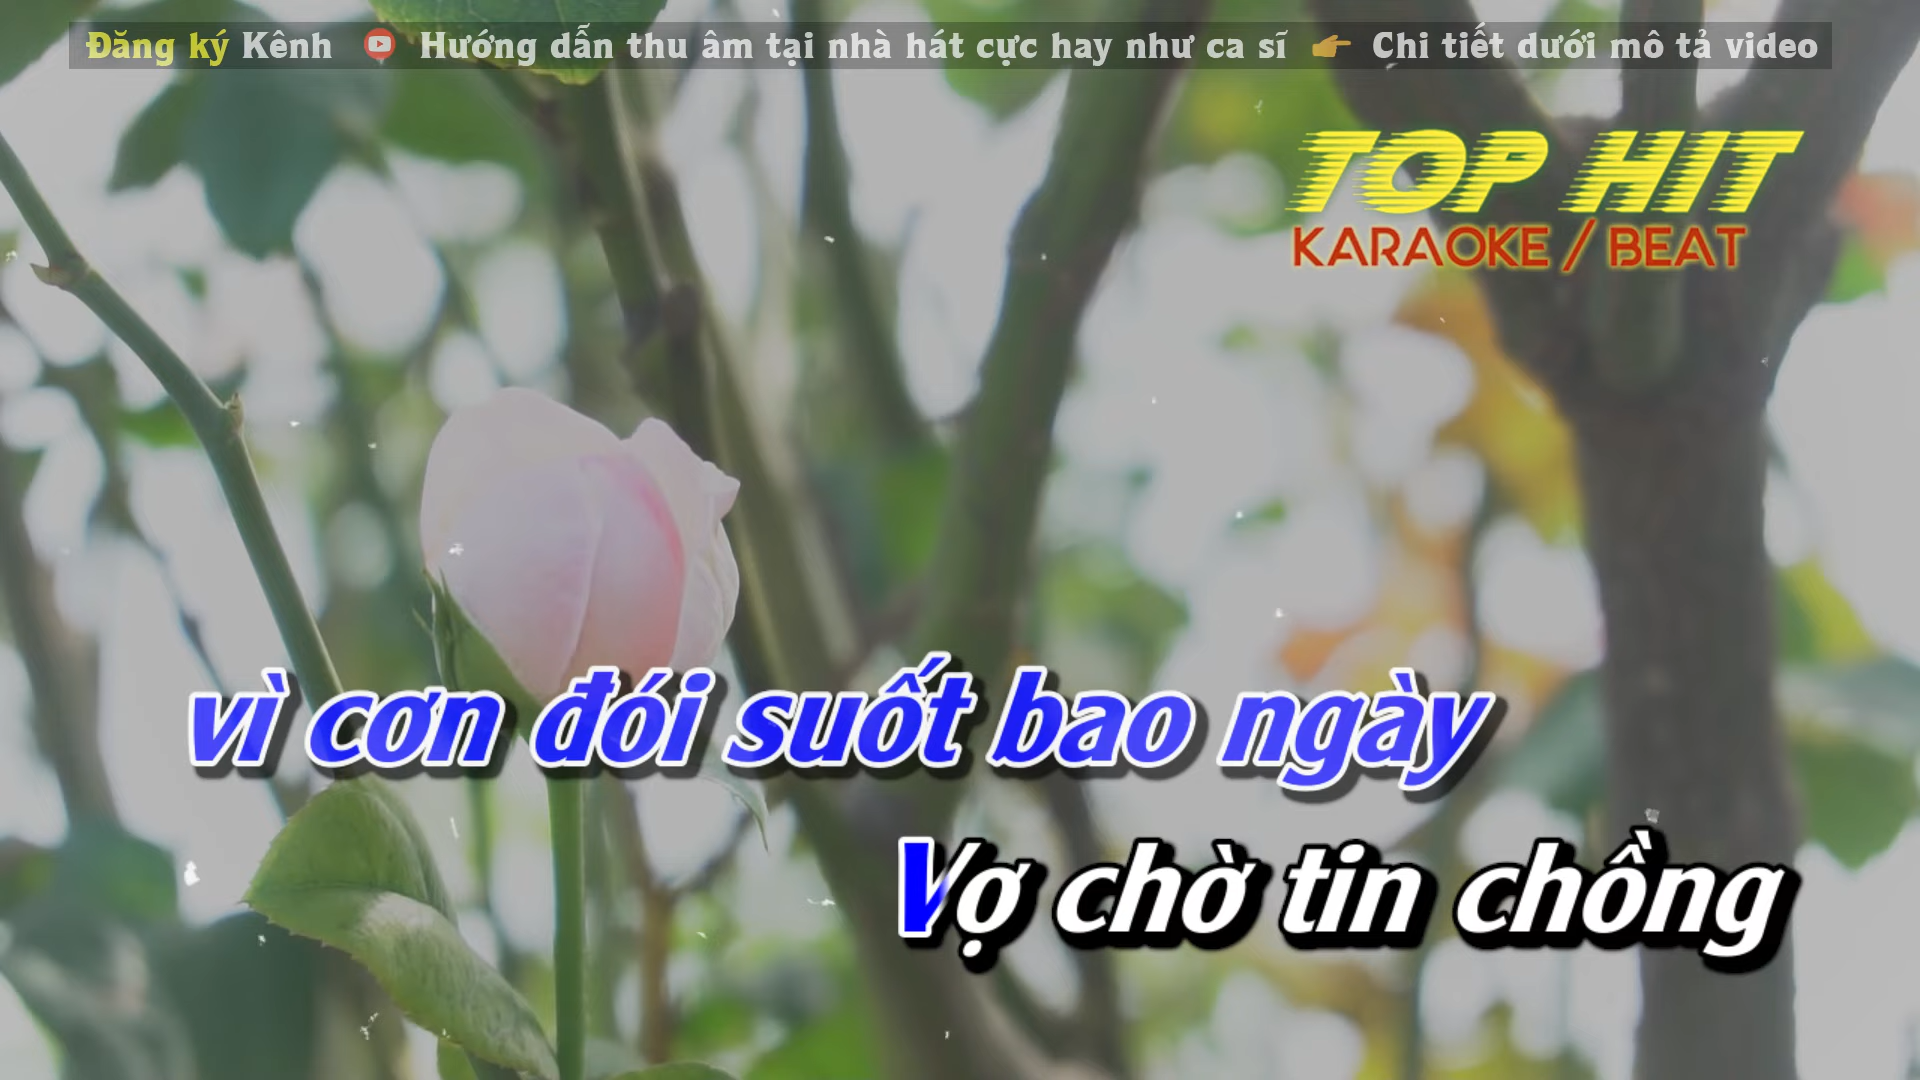 Đăng ký Kênh Hướng dẫn thu âm tại nhà hát cực hay như ca sĩ Chi tiết dưới mô tả video
TOP HIT
KARAOKE / BEAT
vì cơn đói suốt bao ngày
Vợ chờ tin chồng